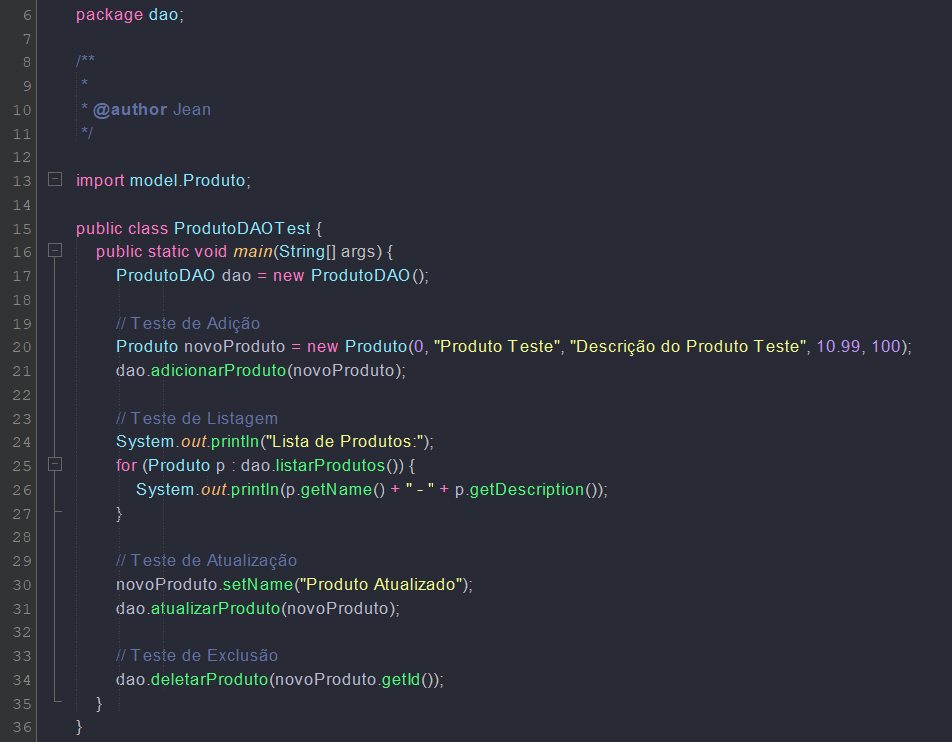 6 package dao;
7
8 /**
9 *
10 * @author Jean
11 */
12
13 import model.Produto;
14
15 public class ProdutoDAOTest {
16 public static void main(String[] args) {
17 ProdutoDAO dao = new ProdutoDAO();
18
19 // Teste de Adição
20 Produto novoProduto = new Produto(0, "Produto Teste", "Descrição do Produto Teste", 10.99, 100);
21 dao.adicionarProduto(novoProduto);
22
23 // Teste de Listagem
24 System.out.println("Lista de Produtos:");
25 for (Produto p : dao.listarProdutos()) {
26 System.out.println(p.getName() + " - " + p.getDescription());
27 }
28
29 // Teste de Atualização
30 novoProduto.setName("Produto Atualizado");
31 dao.atualizarProduto(novoProduto);
32
33 // Teste de Exclusão
34 dao.deletarProduto(novoProduto.getId());
35 }
36 }